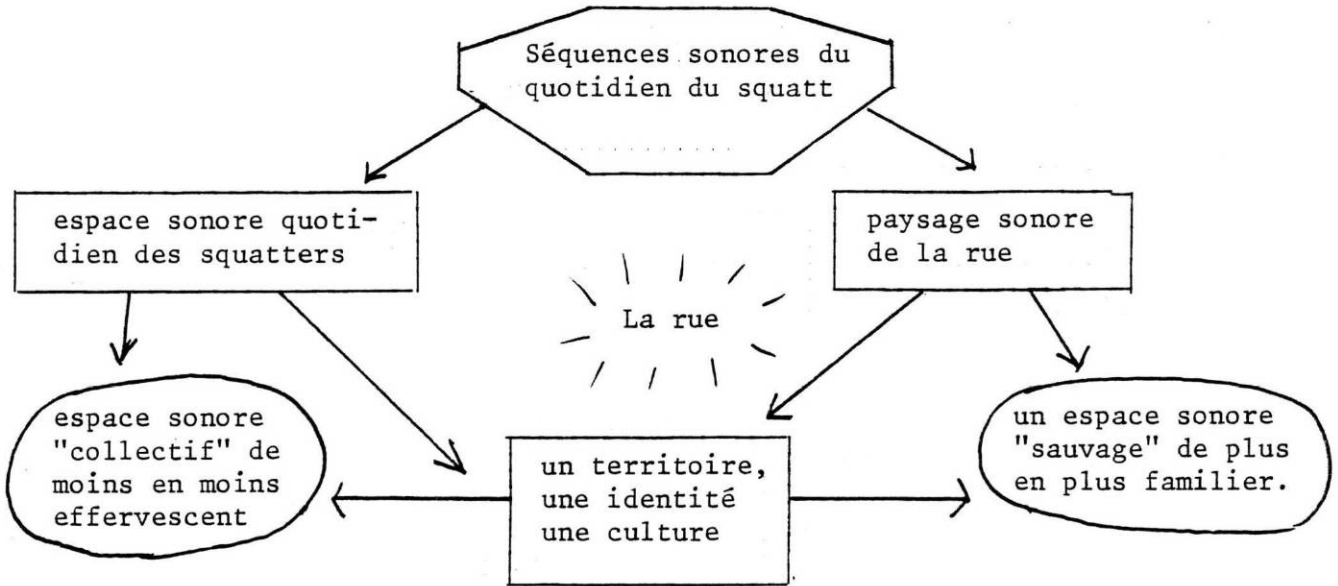 Séquences sonores du
quotidien du squatt
espace sonore quoti-
dien des squatters
paysage sonore
de la rue
La rue
espace sonore
"collectif" de
moins en moins
effervescent
un territoire,
une identité
une culture
un espace sonore
"sauvage" de plus
en plus familier.